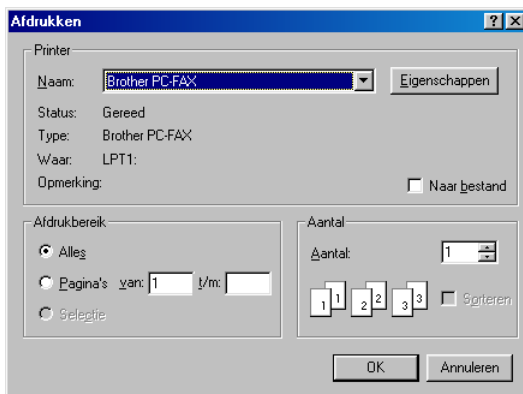 Afdrukken
Printer
Naam: Brother PC-FAX Eigenschappen
Status: Gereed
Type: Brother PC-FAX
Waar: LPT1:
Opmerking: Naar bestand
Afdrukbereik
Alles
Pagina's van: 1 t/m:
Selectie
Aantal
Aantal: 1
1 1 2 2 3 3 Sorteren
OK Annuleren